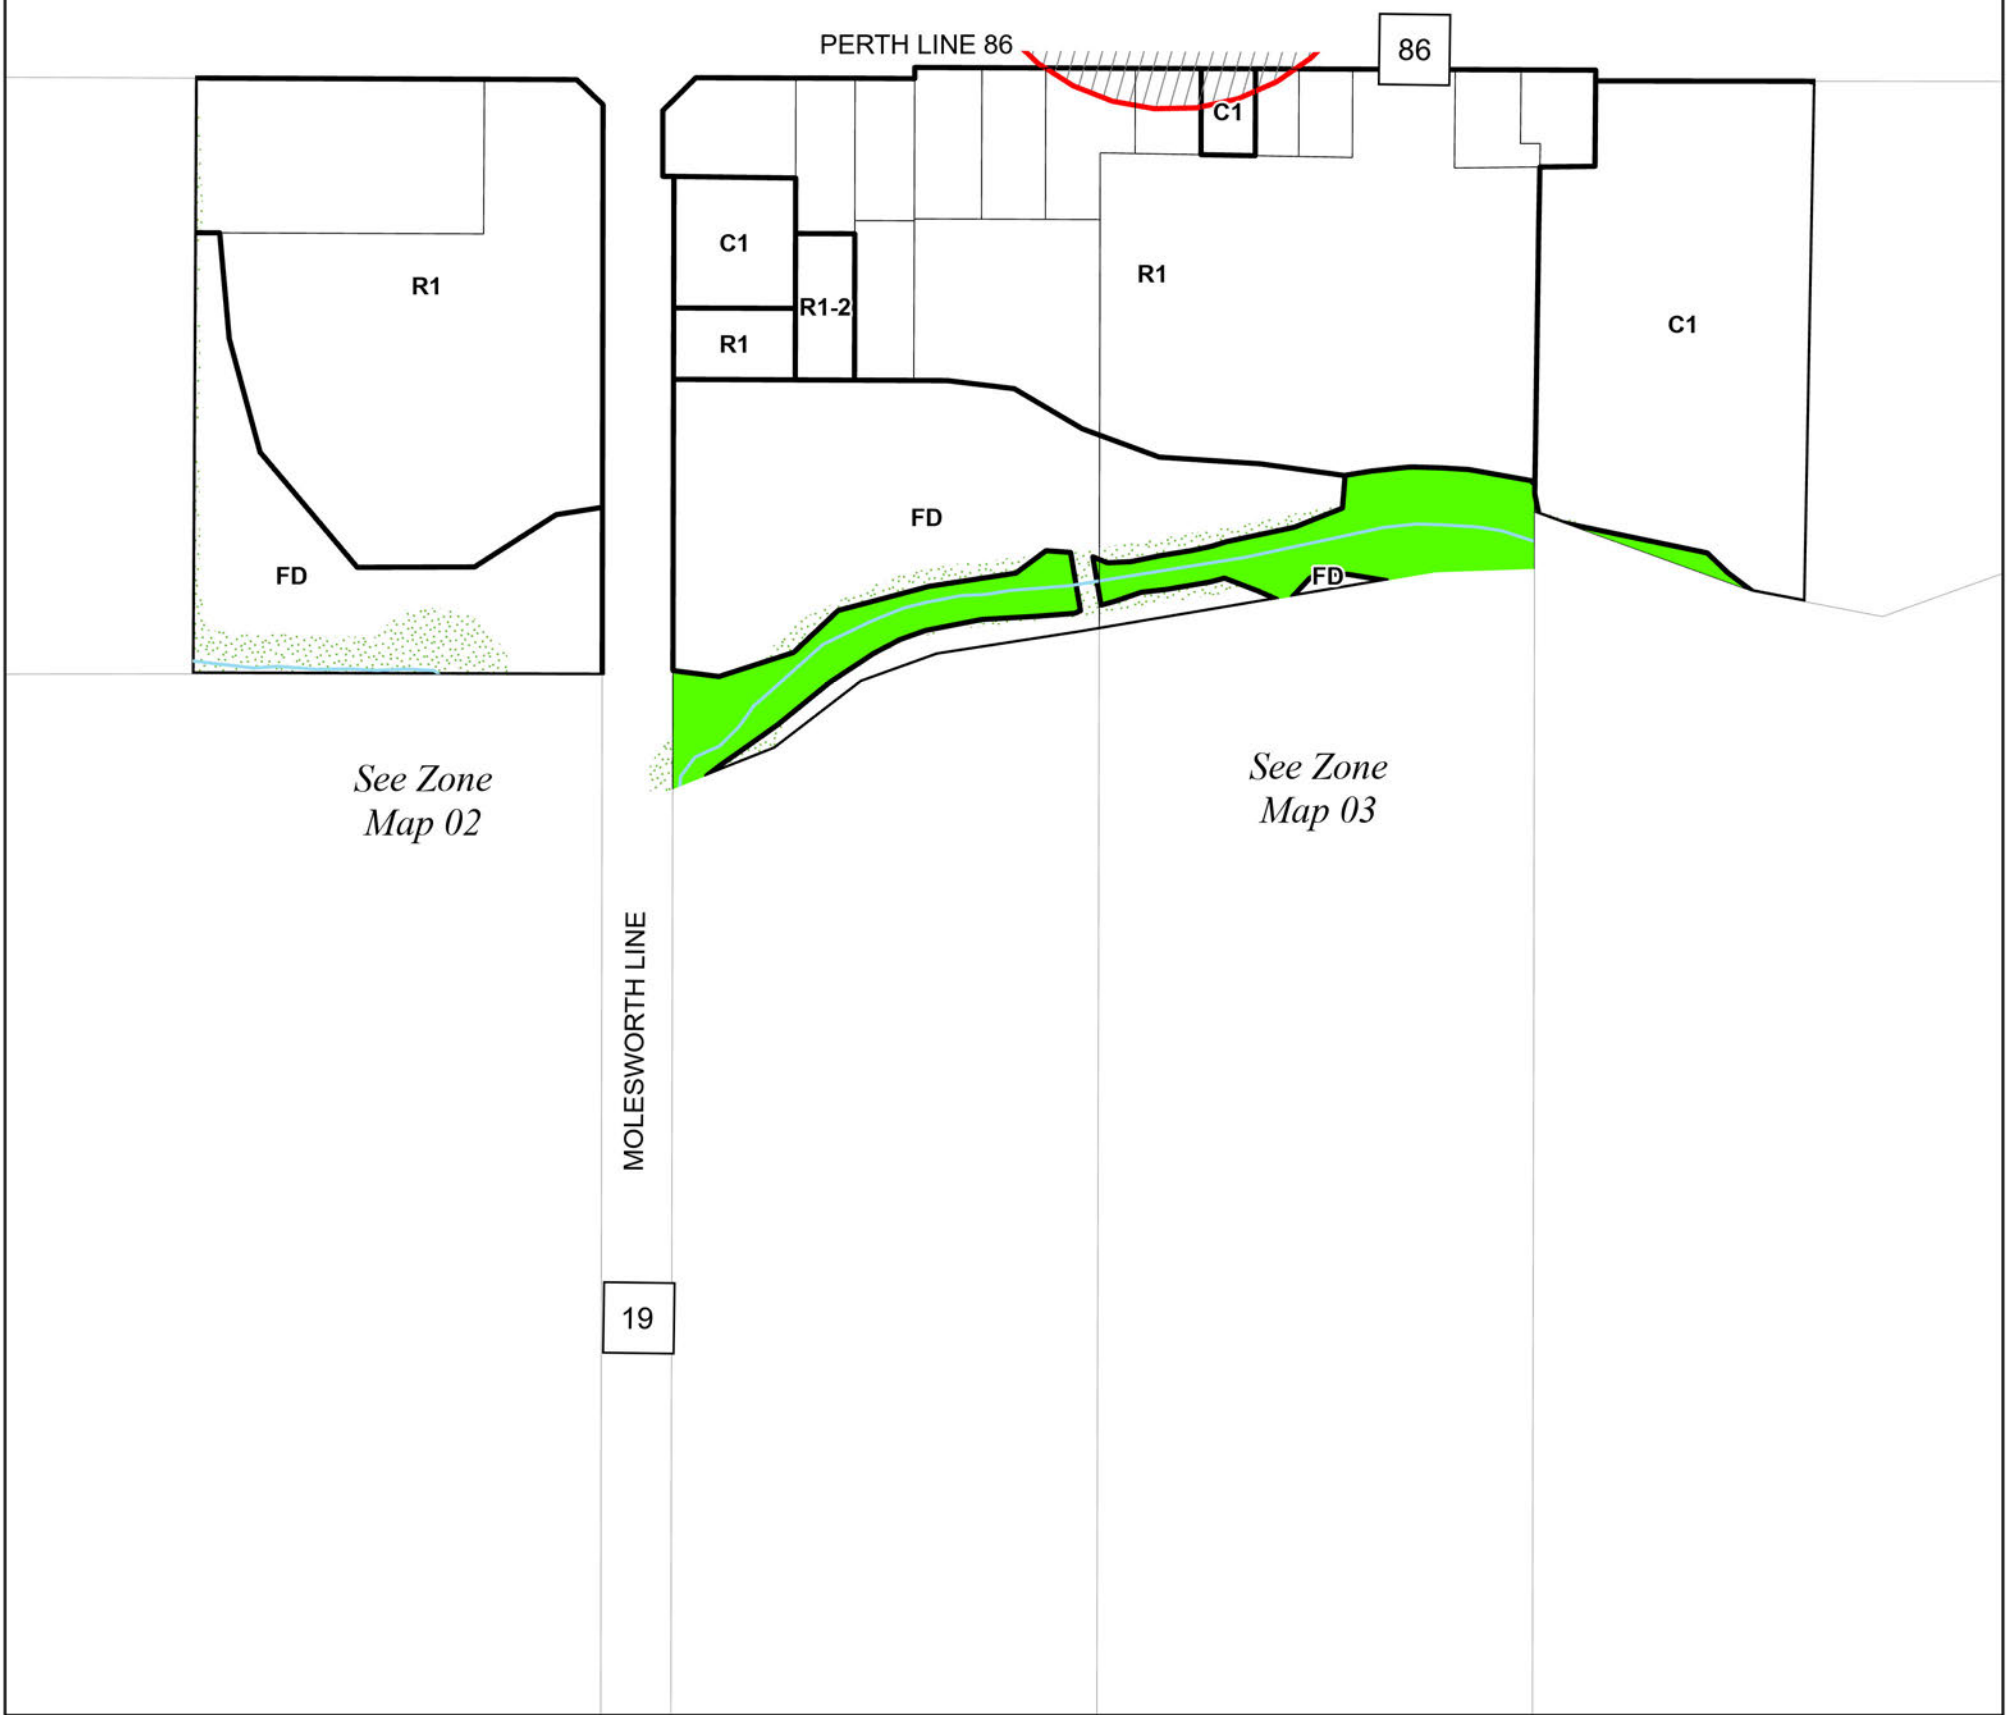 PERTH LINE 86
86
C1
C1
R1
R1
R1-2
C1
R1
FD
FD
FD
See Zone
Map 02
See Zone
Map 03
MOLESWORTH LINE
19